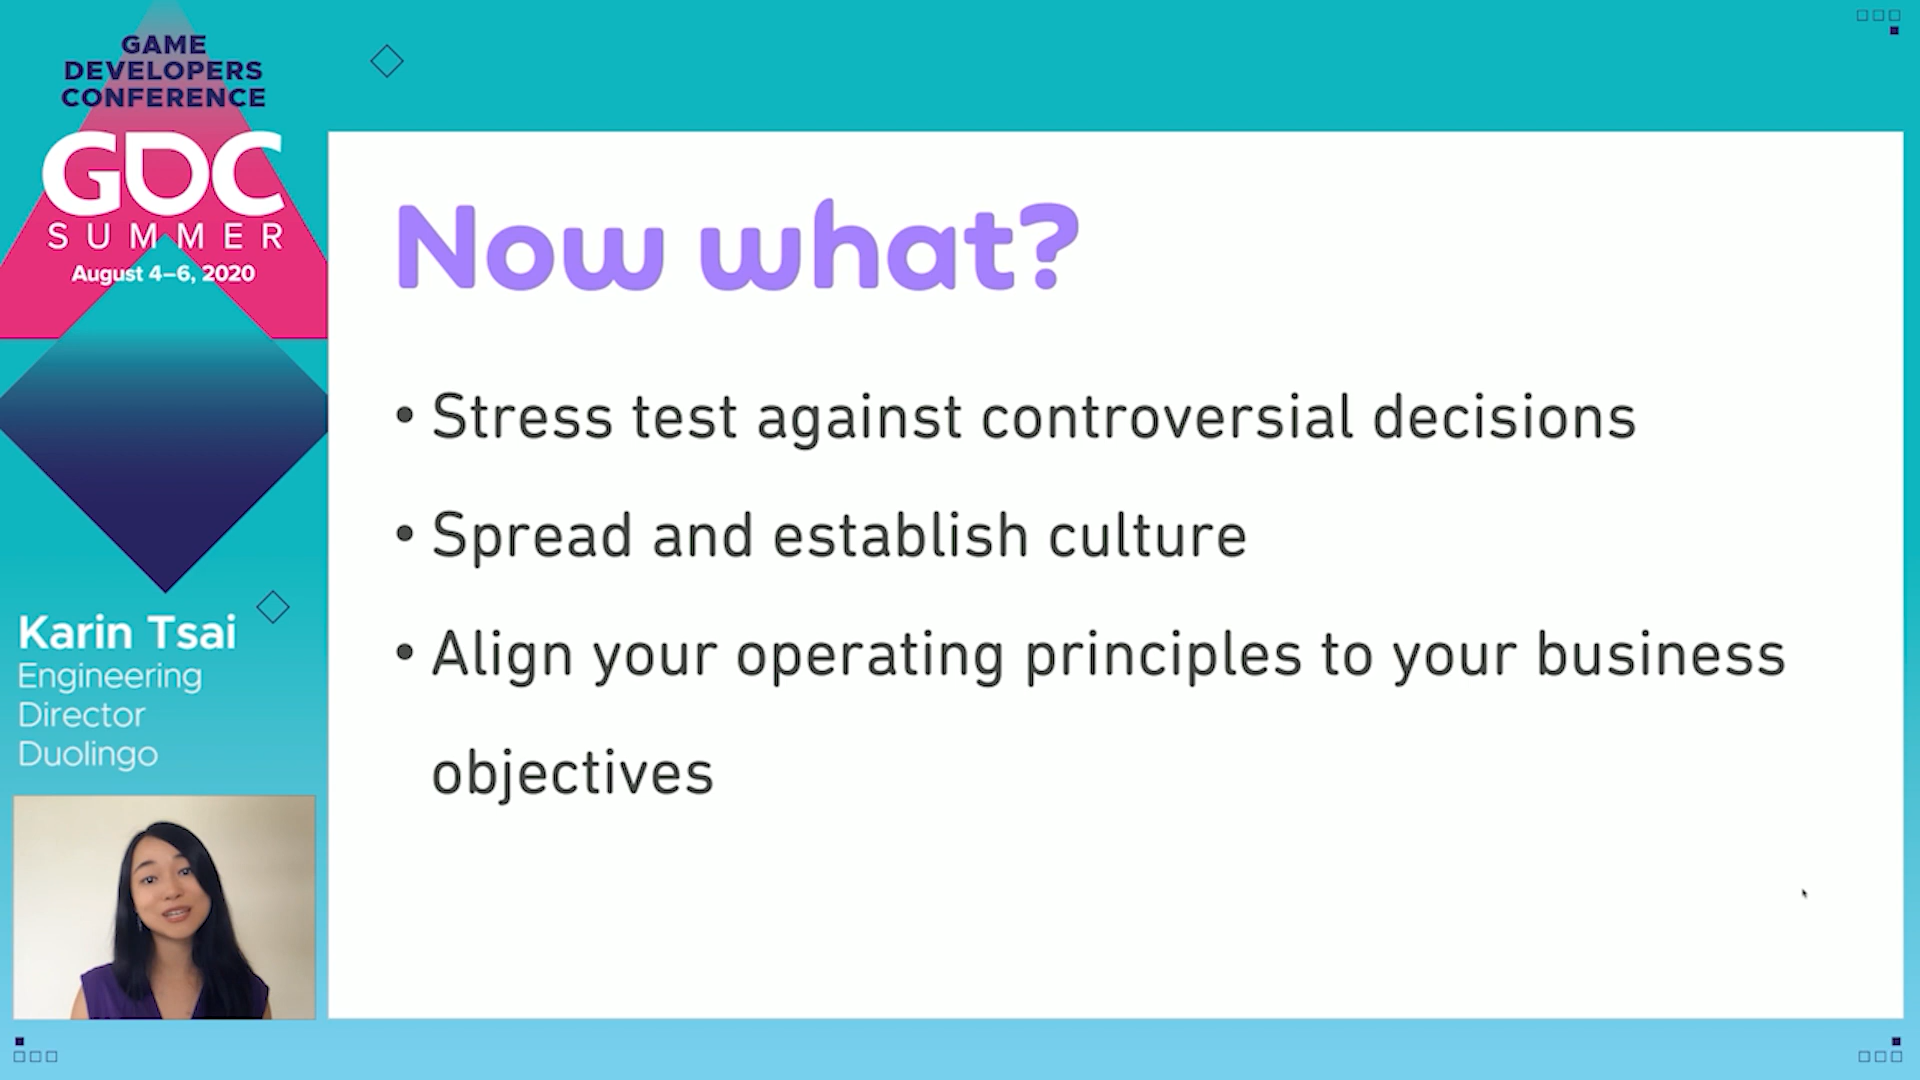 GAME
DEVELOPERS
CONFERENCE
GDC
SUMMER
August 4–6, 2020
Karin Tsai
Engineering
Director
Duolingo
Now what?
• Stress test against controversial decisions
• Spread and establish culture
• Align your operating principles to your business
objectives